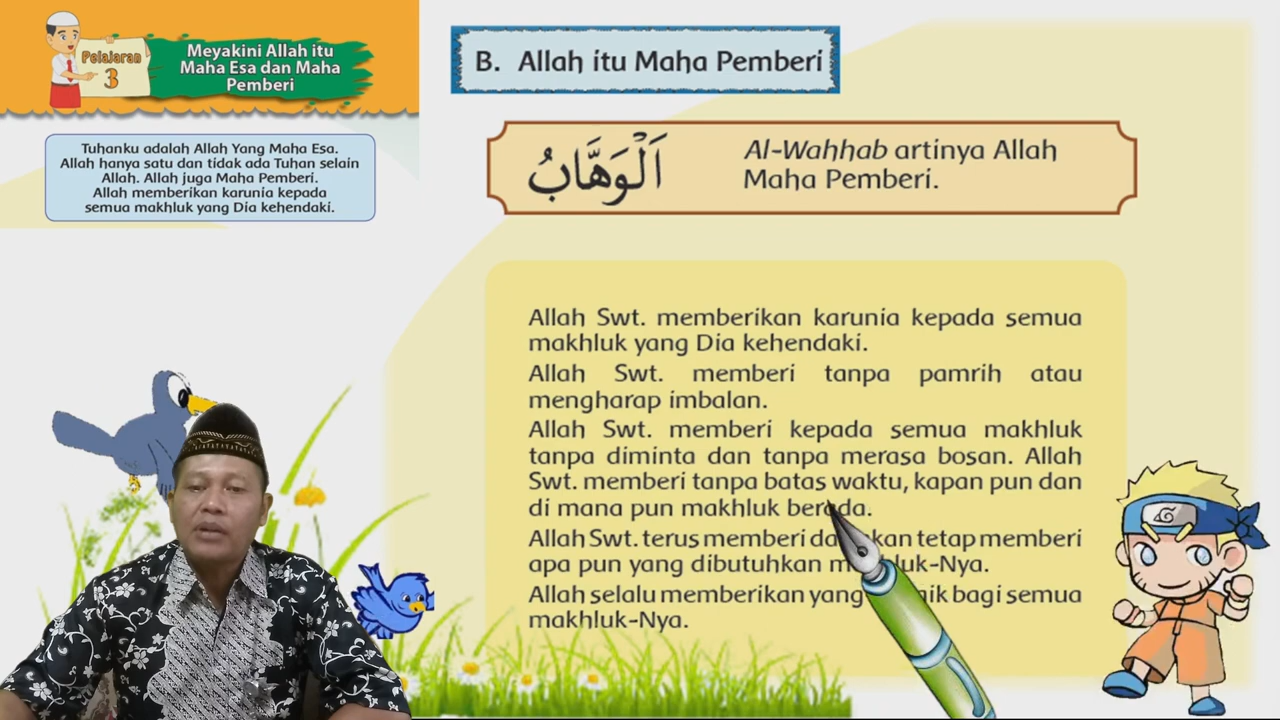 Pelajaran
3
Meyakini Allah itu
Maha Esa dan Maha
Pemberi
Tuhanku adalah Allah Yang Maha Esa.
Allah hanya satu dan tidak ada Tuhan selain
Allah. Allah juga Maha Pemberi.
Allah memberikan karunia kepada
semua makhluk yang Dia kehendaki.
B. Allah itu Maha Pemberi
اَلْوَهَّابُ
Al-Wahhab artinya Allah
Maha Pemberi.
Allah Swt. memberikan karunia kepada semua
makhluk yang Dia kehendaki.
Allah Swt. memberi tanpa pamrih atau
mengharap imbalan.
Allah Swt. memberi kepada semua makhluk
tanpa diminta dan tanpa merasa bosan. Allah
Swt. memberi tanpa batas waktu, kapan pun dan
di mana pun makhluk berada.
Allah Swt. terus memberi tetap memberi
apa pun yang dibutuhkan
Allah selalu memberikan yang bagi semua
makhluk-Nya.